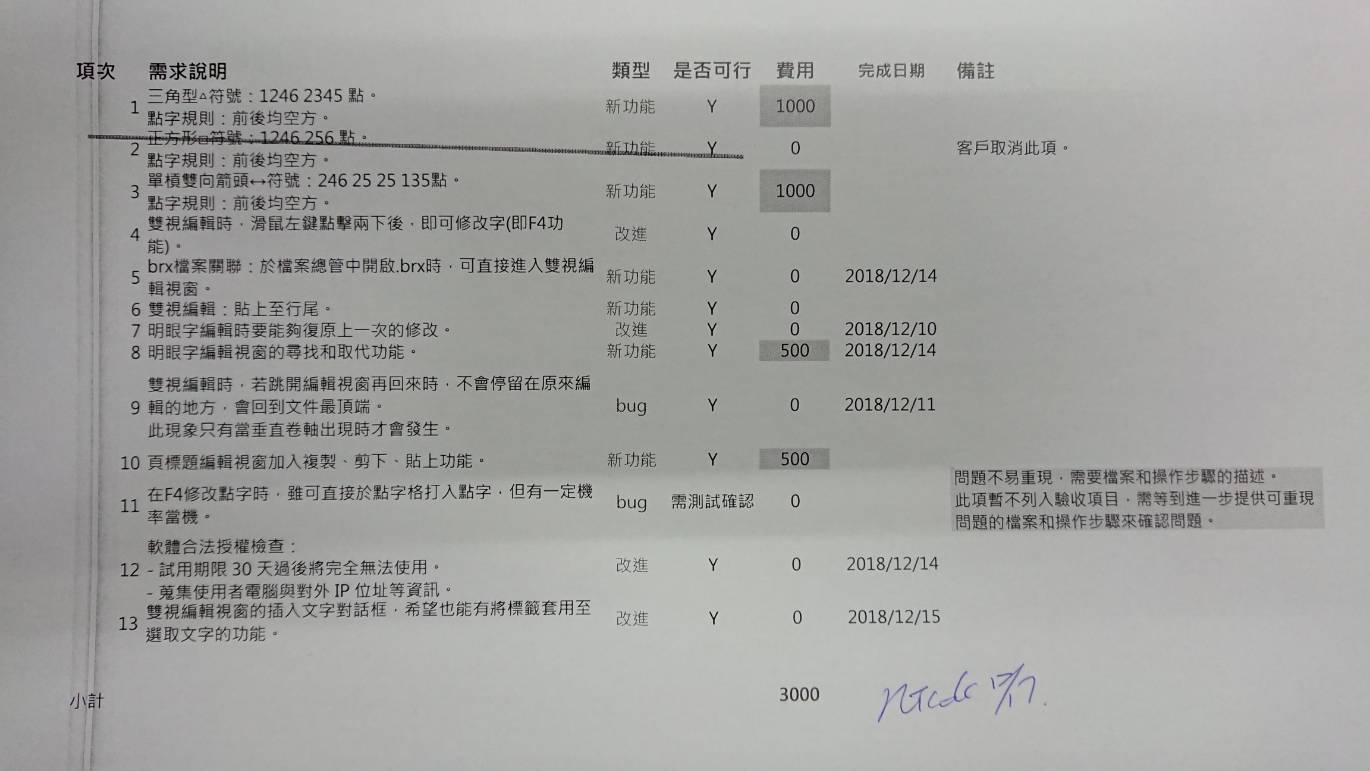 項次 需求說明 類型 是否可行 費用 完成日期 備註
三角型△符號：1246 2345 點。
1 新功能 Y 1000
點字規則：前後均空方。
正方形□符號：1246 256 點。
2 新功能 Y 0 客戶取消此項。
點字規則：前後均空方。
單槓雙向箭頭↔符號：246 25 25 135點。
3 新功能 Y 1000
點字規則：前後均空方。
雙視編輯時，滑鼠左鍵點擊兩下後，即可修改字(即F4功
4 改進 Y 0
能)。
brx檔案關聯：於檔案總管中開啟.brx時，可直接進入雙視編
5 新功能 Y 0 2018/12/14
輯視窗。
6 雙視編輯：貼上至行尾。 新功能 Y 0
7 明眼字編輯時要能夠復原上一次的修改。 改進 Y 0 2018/12/10
8 明眼字編輯視窗的尋找和取代功能。 新功能 Y 500 2018/12/14
雙視編輯時，若跳開編輯視窗再回來時，不會停留在原來編
9 輯的地方，會回到文件最頂端。 bug Y 0 2018/12/11
此現象只有當垂直卷軸出現時才會發生。
10 頁標題編輯視窗加入複製、剪下、貼上功能。 新功能 Y 500
問題不易重現，需要檔案和操作步驟的描述。
在F4修改點字時，雖可直接於點字格打入點字，但有一定機
11 bug 需測試確認 0 此項暫不列入驗收項目，需等到進一步提供可重現
率當機。
問題的檔案和操作步驟來確認問題。
軟體合法授權檢查：
12 - 試用期限 30 天過後將完全無法使用。 改進 Y 0 2018/12/14
- 蒐集使用者電腦與對外 IP 位址等資訊。
雙視編輯視窗的插入文字對話框，希望也能有將標籤套用至
13 改進 Y 0 2018/12/15
選取文字的功能。
小計 3000